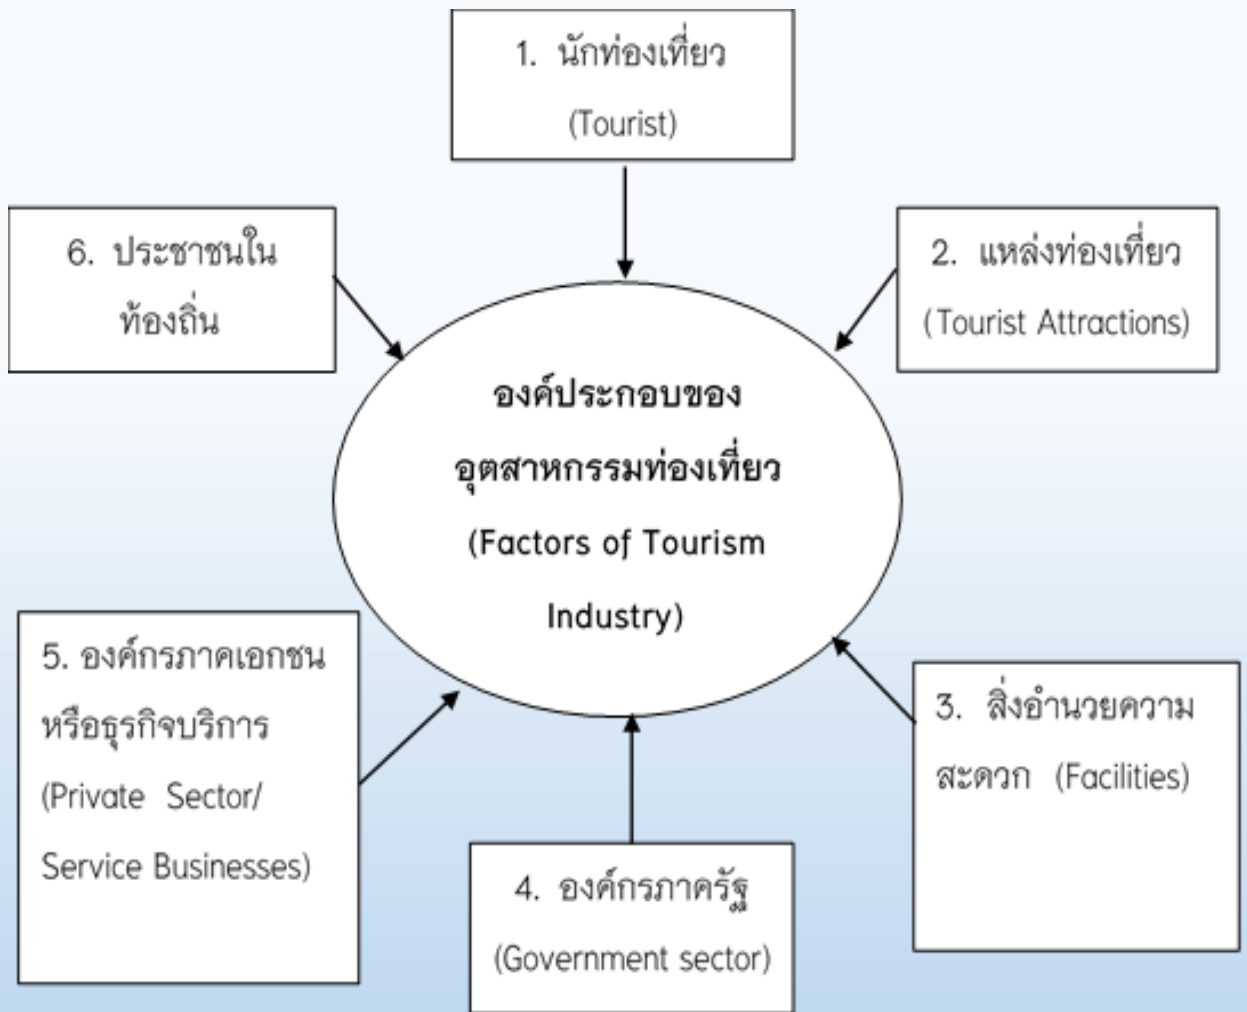 1. นักท่องเที่ยว
(Tourist)
6. ประชาชนใน
ท้องถิ่น
2. แหล่งท่องเที่ยว
(Tourist Attractions)
องค์ประกอบของ
อุตสาหกรรมท่องเที่ยว
(Factors of Tourism
Industry)
5. องค์กรภาคเอกชน
หรือธุรกิจบริการ
(Private Sector/
Service Businesses)
3. สิ่งอำนวยความ
สะดวก (Facilities)
4. องค์กรภาครัฐ
(Government sector)